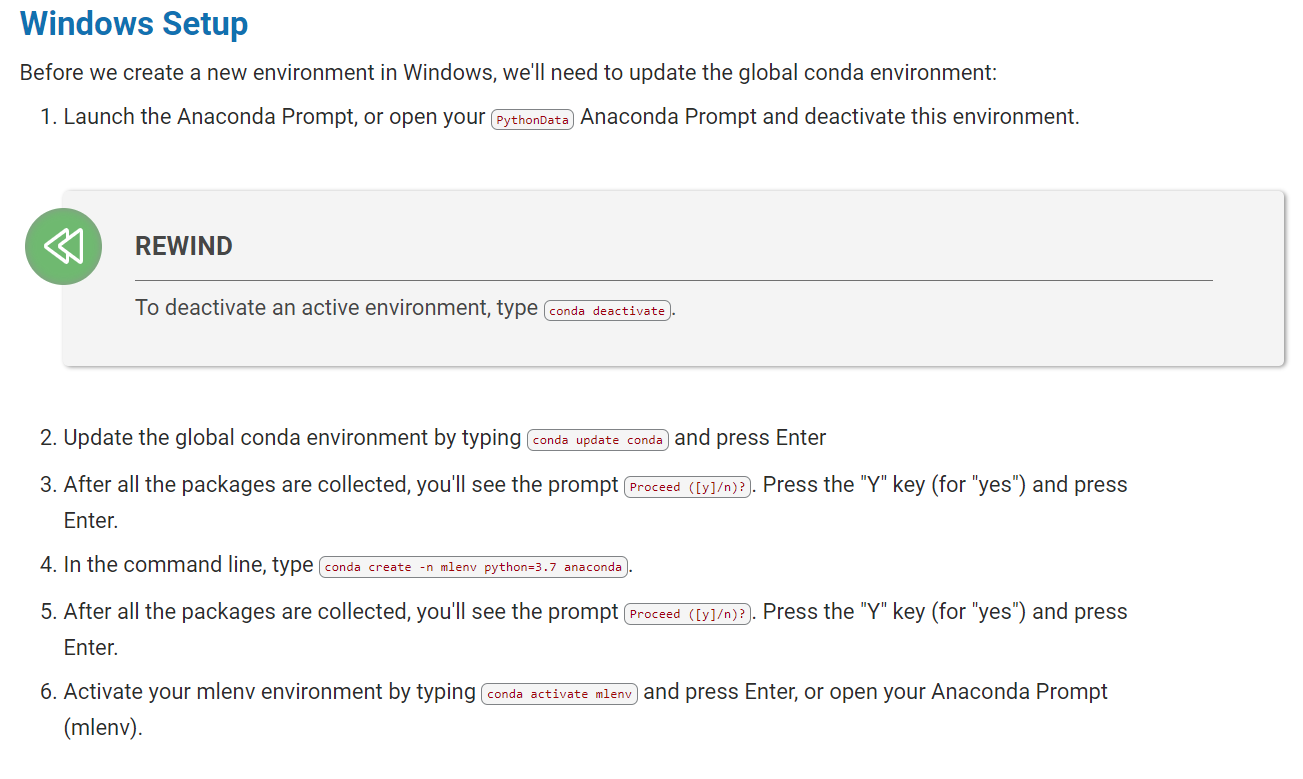 Windows Setup
Before we create a new environment in Windows, we'll need to update the global conda environment:
1. Launch the Anaconda Prompt, or open your PythonData Anaconda Prompt and deactivate this environment.
REWIND
To deactivate an active environment, type conda deactivate.
2. Update the global conda environment by typing conda update conda and press Enter
3. After all the packages are collected, you'll see the prompt Proceed ([y]/n)?. Press the "Y" key (for "yes") and press
Enter.
4. In the command line, type conda create -n mlenv python=3.7 anaconda.
5. After all the packages are collected, you'll see the prompt Proceed ([y]/n)?. Press the "Y" key (for "yes") and press
Enter.
6. Activate your mlenv environment by typing conda activate mlenv and press Enter, or open your Anaconda Prompt
(mlenv).